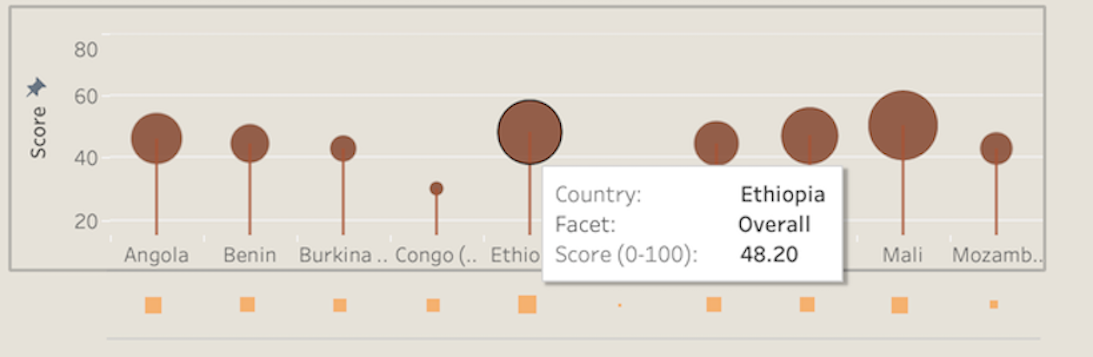 80
60
Score
40
20
Country: Ethiopia
Facet: Overall
Score (0-100): 48.20
Angola Benin Burkina .. Congo (.. Ethio Mali Mozamb..